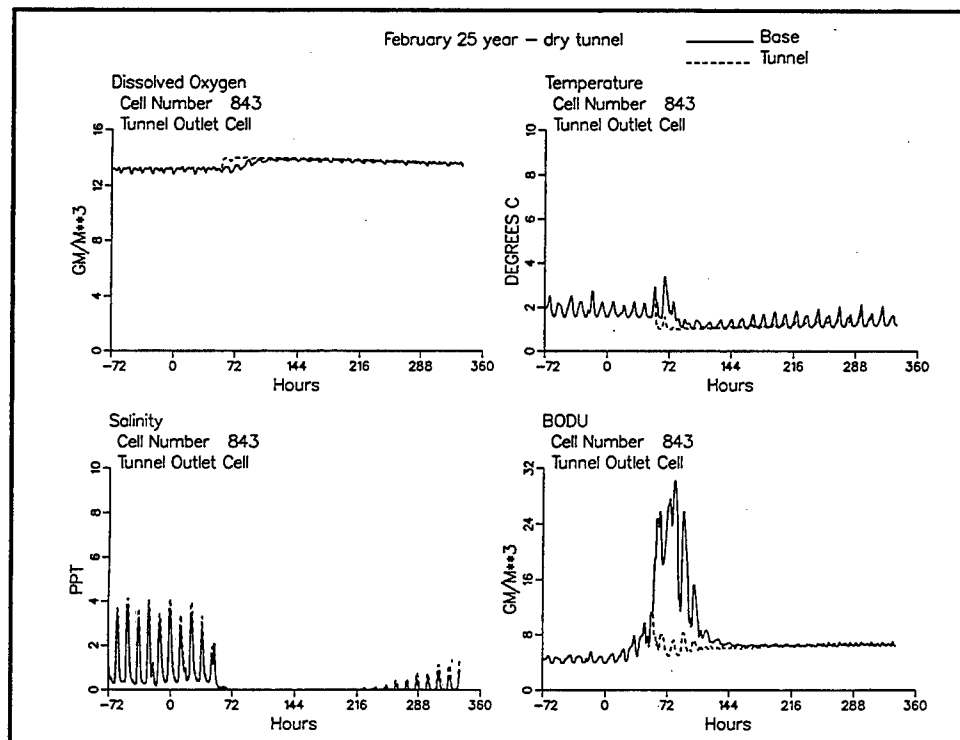 February 25 year – dry tunnel
Base
Tunnel
Dissolved Oxygen
Cell Number 843
Tunnel Outlet Cell
16
12
8
4
0
GM/M**3
-72 0 72 144 216 288 360
Hours
Temperature
Cell Number 843
Tunnel Outlet Cell
10
8
6
4
2
0
DEGREES C
-72 0 72 144 216 288 360
Hours
Salinity
Cell Number 843
Tunnel Outlet Cell
10
8
6
4
2
0
PPT
-72 0 72 144 216 288 360
Hours
BODU
Cell Number 843
Tunnel Outlet Cell
32
24
16
8
0
GM/M**3
-72 0 72 144 216 288 360
Hours